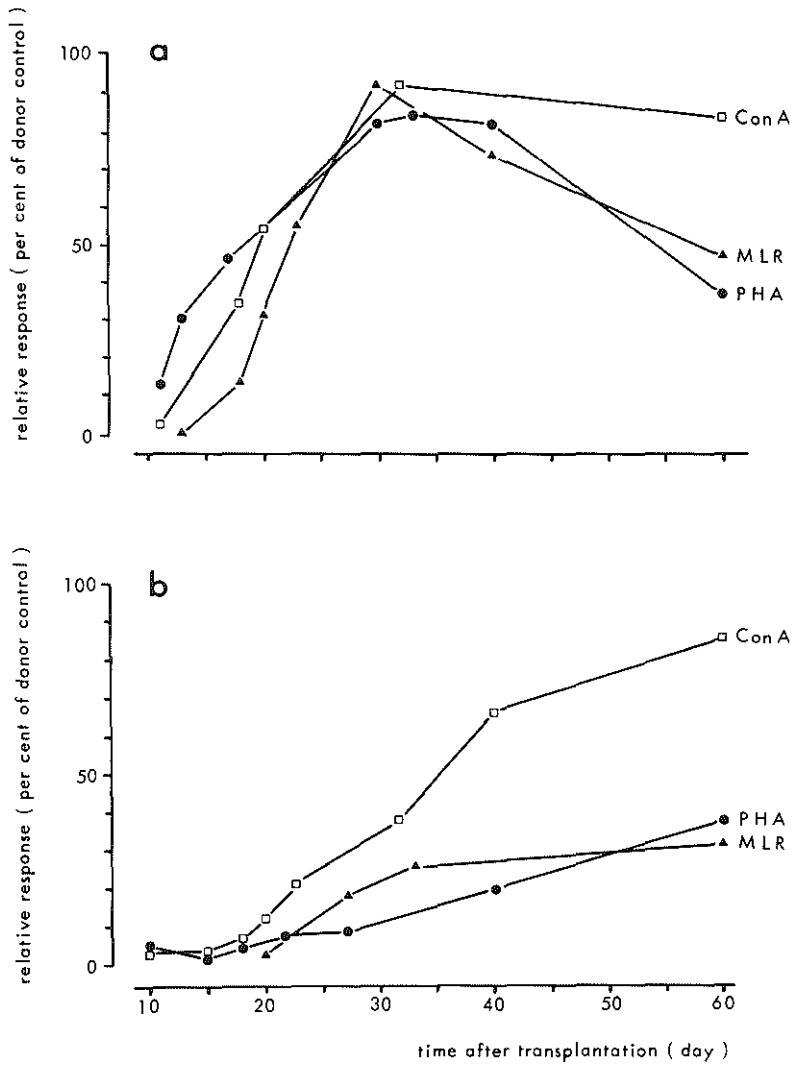 a
relative response ( per cent of donor control )
100
50
0
Con A
MLR
PHA
b
relative response ( per cent of donor control )
100
50
0
Con A
PHA
MLR
10 20 30 40 50 60
time after transplantation ( day )